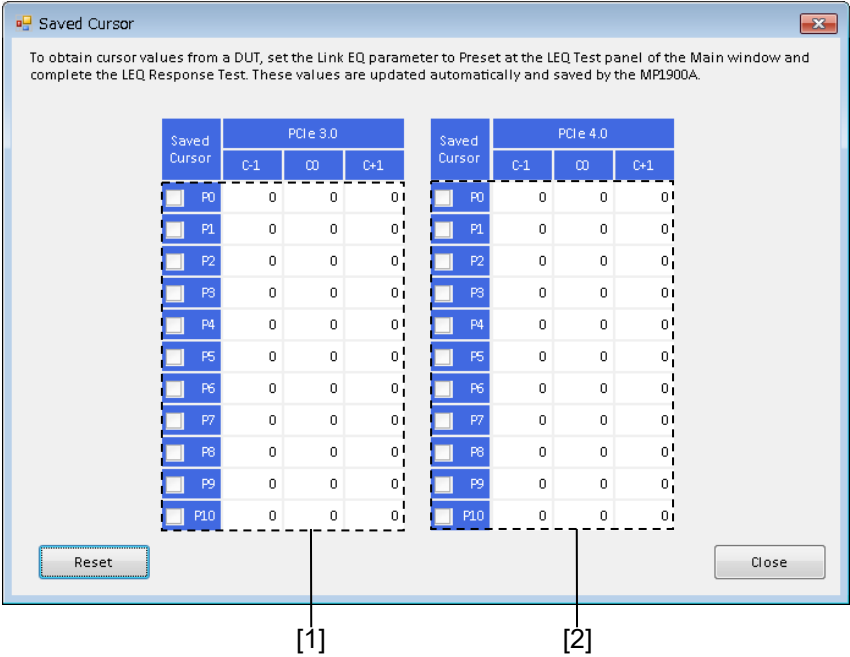 Saved Cursor
To obtain cursor values from a DUT, set the Link EQ parameter to Preset at the LEQ Test panel of the Main window and
complete the LEQ Response Test. These values are updated automatically and saved by the MP1900A.
Saved Cursor PCIe 3.0
C-1 C0 C+1
P0 0 0 0
P1 0 0 0
P2 0 0 0
P3 0 0 0
P4 0 0 0
P5 0 0 0
P6 0 0 0
P7 0 0 0
P8 0 0 0
P9 0 0 0
P10 0 0 0
Saved Cursor PCIe 4.0
C-1 C0 C+1
P0 0 0 0
P1 0 0 0
P2 0 0 0
P3 0 0 0
P4 0 0 0
P5 0 0 0
P6 0 0 0
P7 0 0 0
P8 0 0 0
P9 0 0 0
P10 0 0 0
Reset
Close
[1]
[2]